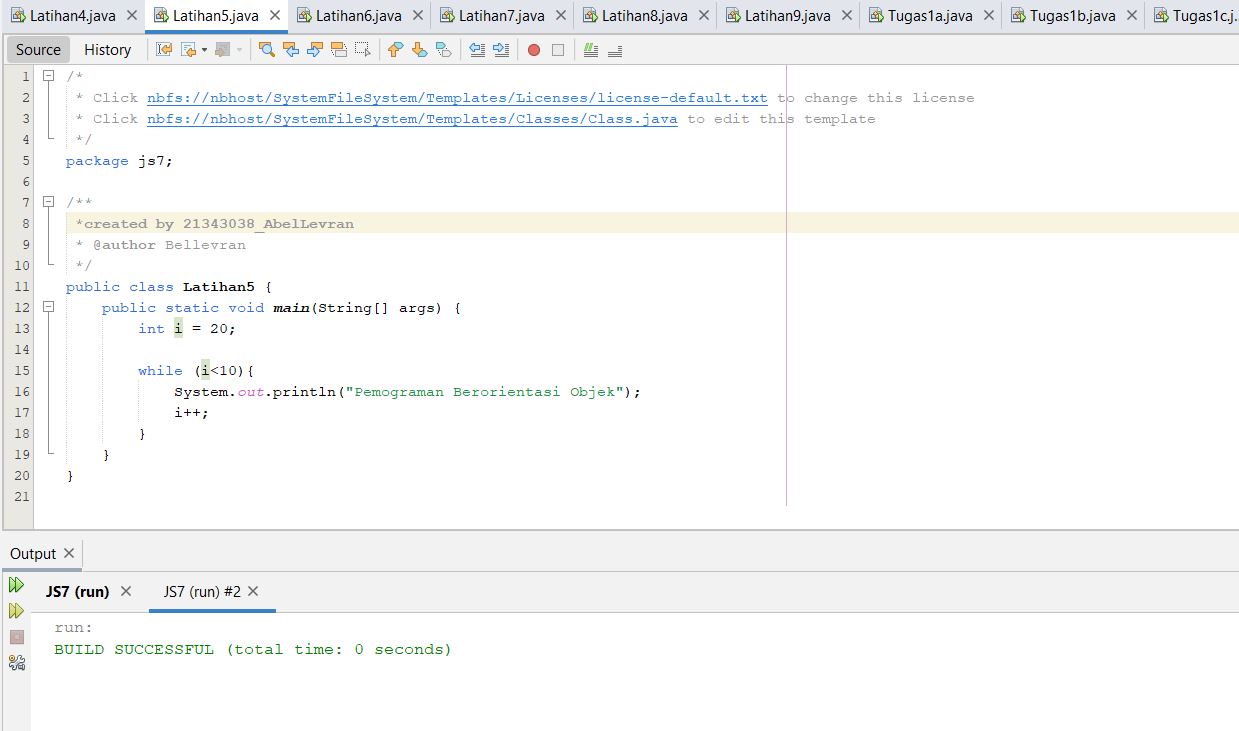 Latihan4.java Latihan5.java Latihan6.java Latihan7.java Latihan8.java Latihan9.java Tugas1a.java Tugas1b.java Tugas1c.j...
Source History
1 /*
2 * Click nbfs://nbhost/SystemFileSystem/Templates/Licenses/license-default.txt to change this license
3 * Click nbfs://nbhost/SystemFileSystem/Templates/Classes/Class.java to edit this template
4 */
5 package js7;
6
7 /**
8 *created by 21343038_AbelLevran
9 * @author Bellevran
10 */
11 public class Latihan5 {
12 public static void main(String[] args) {
13 int i = 20;
14
15 while (i<10){
16 System.out.println("Pemograman Berorientasi Objek");
17 i++;
18 }
19 }
20 }
21
Output
JS7 (run) JS7 (run) #2
run:
BUILD SUCCESSFUL (total time: 0 seconds)